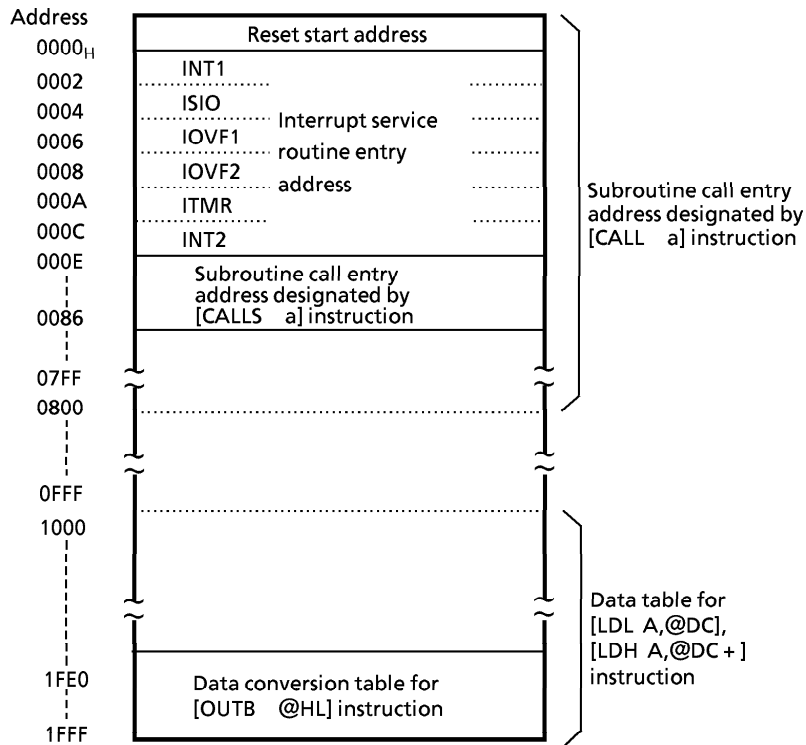 Address
Reset start address
0000H
INT1
0002
ISIO
0004
Interrupt service
IOVF1
0006
routine entry
IOVF2
0008
address
000A
ITMR
000C
INT2
000E
Subroutine call entry
address designated by
[CALL a] instruction
Subroutine call entry
address designated by
[CALLS a] instruction
0086
07FF
0800
0FFF
1000
Data table for
[LDL A,@DC],
[LDH A,@DC + ]
instruction
1FE0
Data conversion table for
[OUTB @HL] instruction
1FFF